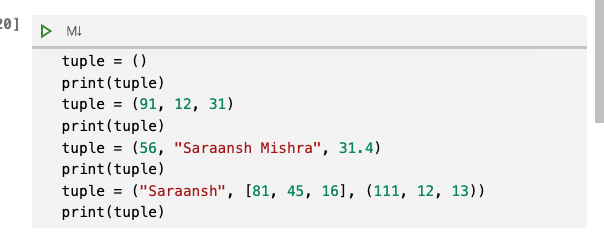 20]
M↓
tuple = ()
print(tuple)
tuple = (91, 12, 31)
print(tuple)
tuple = (56, "Saraansh Mishra", 31.4)
print(tuple)
tuple = ("Saraansh", [81, 45, 16], (111, 12, 13))
print(tuple)